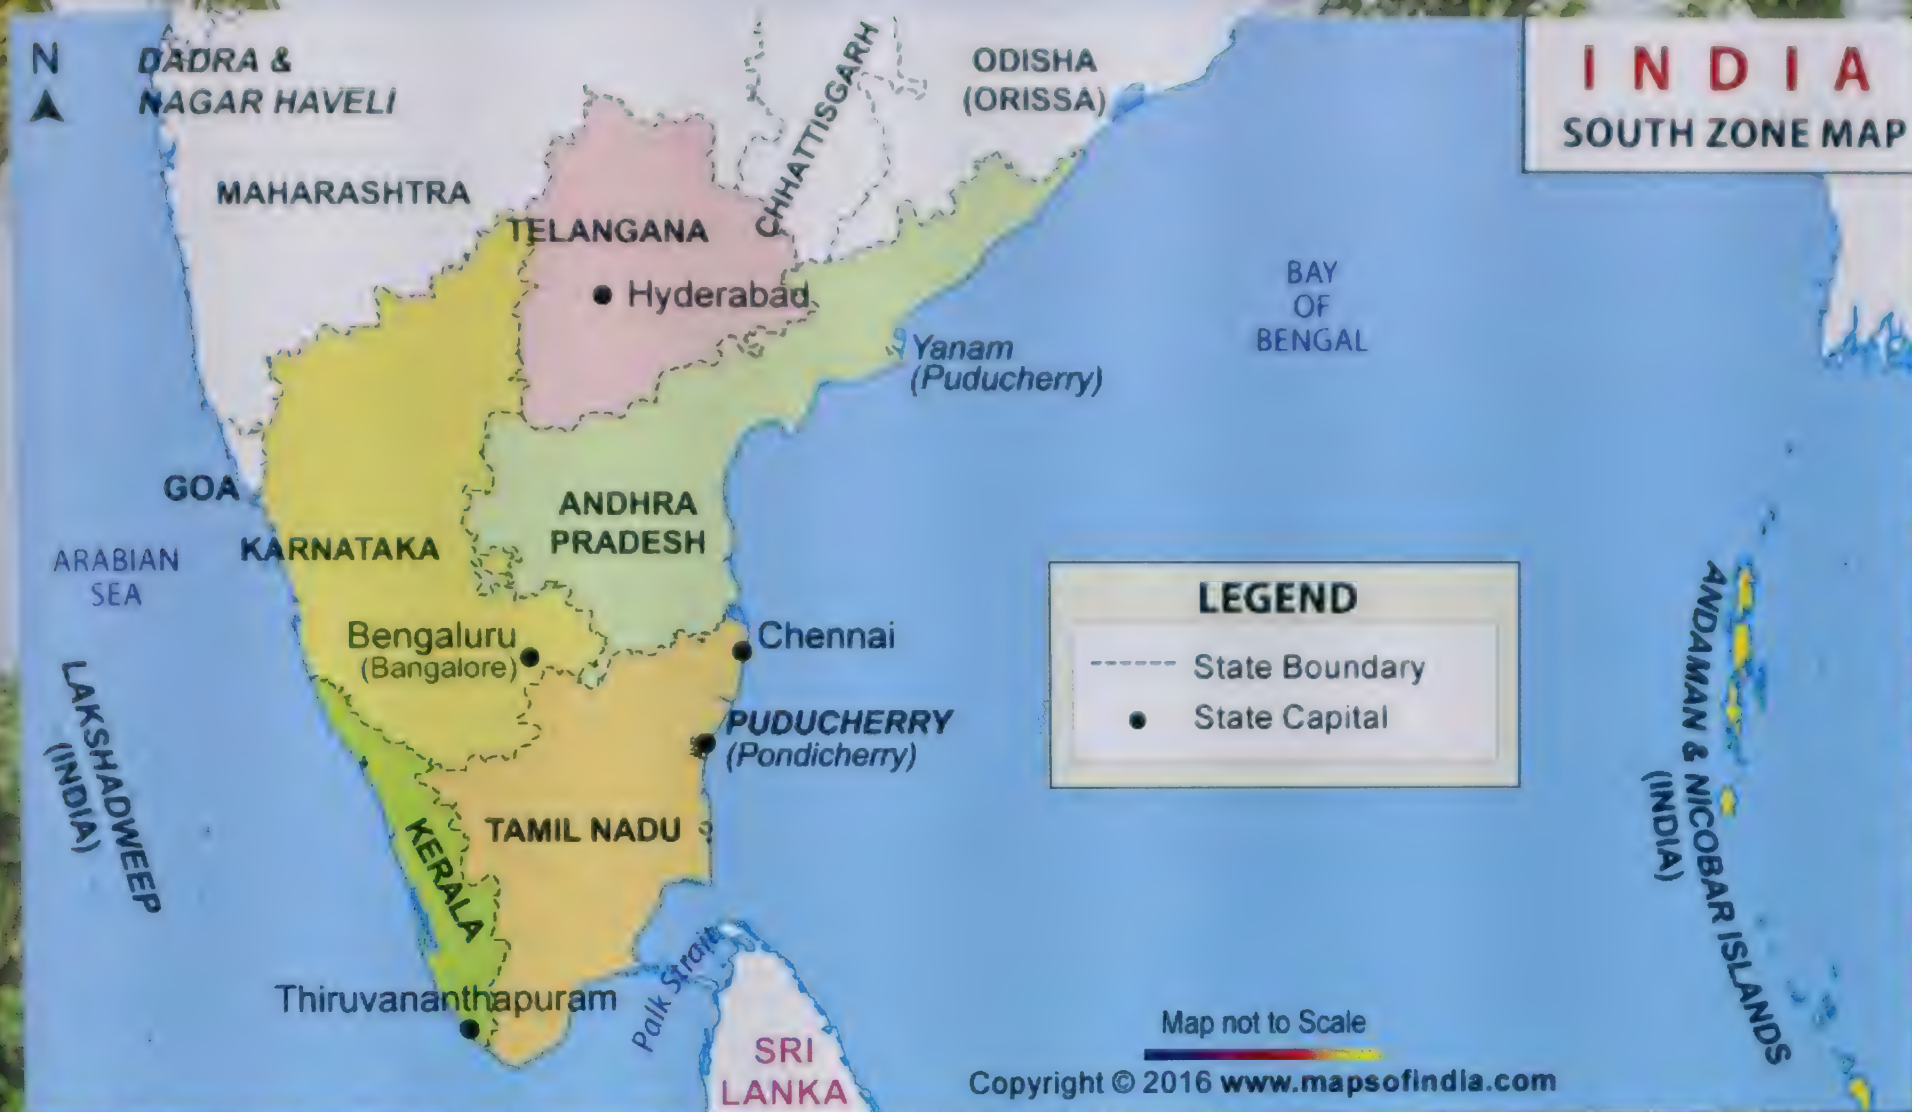 N
DADRA &
NAGAR HAVELI
MAHARASHTRA
CHHATTISGARH
ODISHA
(ORISSA)
INDIA
SOUTH ZONE MAP
TELANGANA
Hyderabad
BAY
OF
BENGAL
Yanam
(Puducherry)
GOA
ARABIAN
SEA
KARNATAKA
ANDHRA
PRADESH
Bengaluru
(Bangalore)
Chennai
LEGEND
State Boundary
State Capital
LAKSHADWEEP
(INDIA)
PUDUCHERRY
(Pondicherry)
ANDAMAN & NICOBAR ISLANDS
(INDIA)
KERALA
TAMIL NADU
Thiruvananthapuram
Palk Strait
SRI
LANKA
Map not to Scale
Copyright © 2016 www.mapsofindia.com